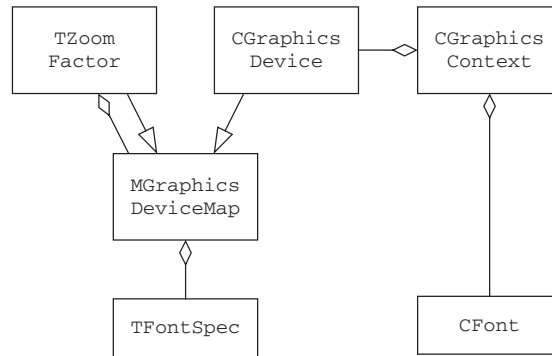 TZoom
Factor
CGraphics
Device
CGraphics
Context
MGraphics
DeviceMap
TFontSpec
CFont